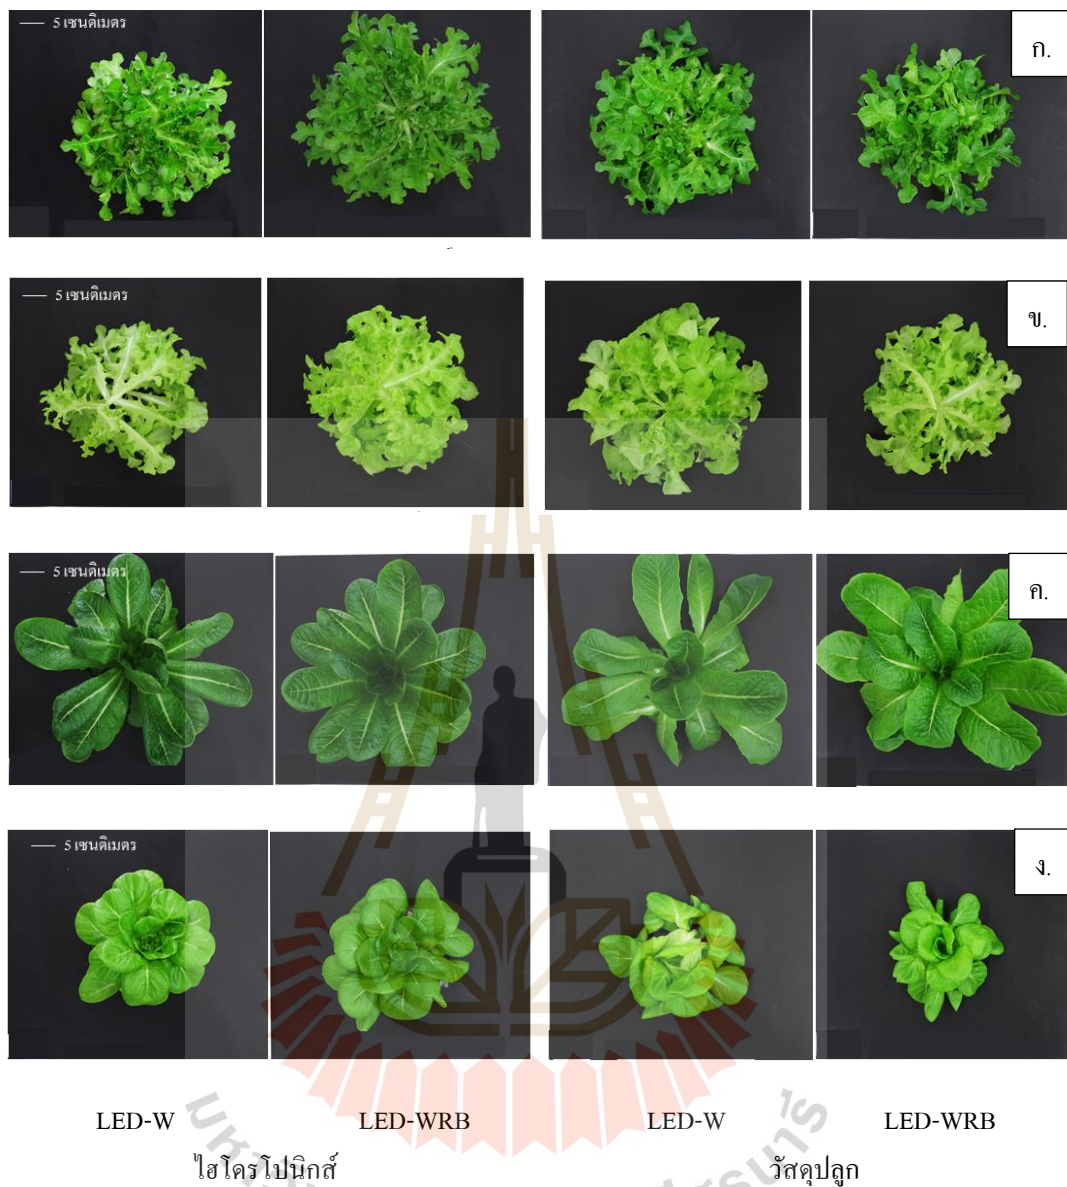 5 เซนติเมตร
ก.
5 เซนติเมตร
ข.
5 เซนติเมตร
ค.
5 เซนติเมตร
ง.
LED-W LED-WRB LED-W LED-WRB
ไฮโดรโปนิกส์ วัสดุปลูก